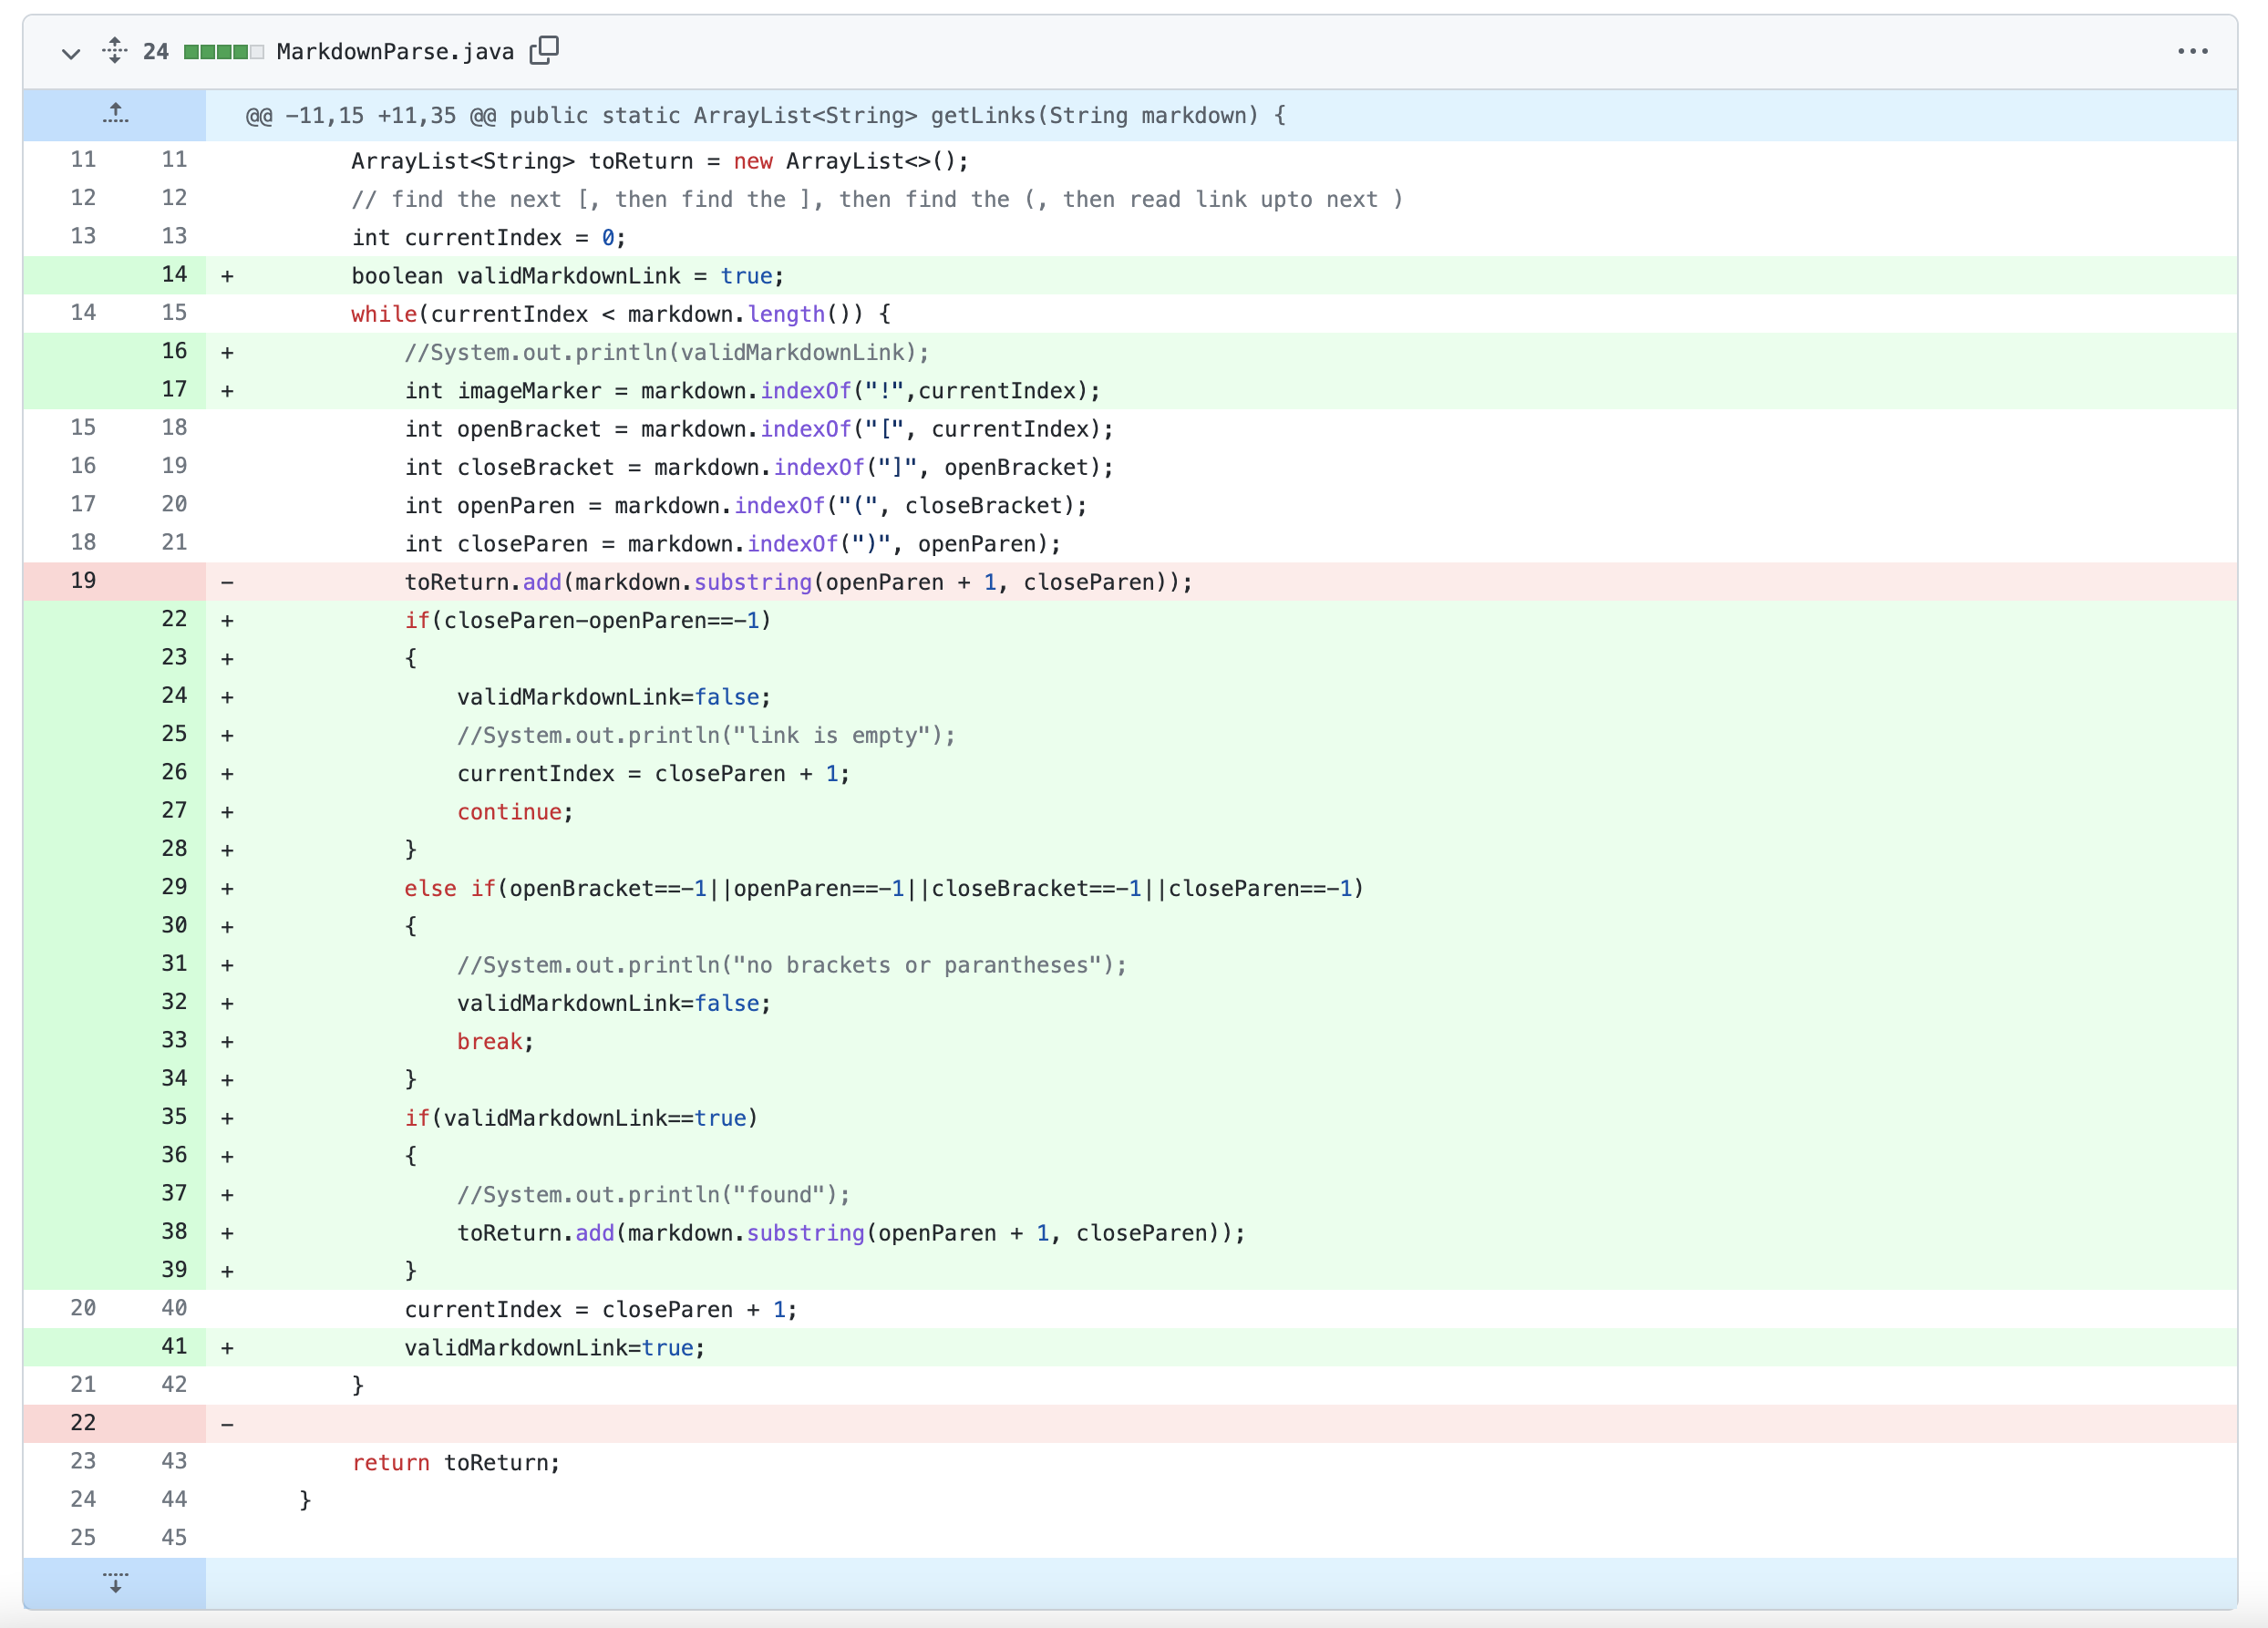 24 MarkdownParse.java
@@ -11,15 +11,35 @@ public static ArrayList<String> getLinks(String markdown) {
11 11 ArrayList<String> toReturn = new ArrayList<>();
12 12 // find the next [, then find the ], then find the (, then read link upto next )
13 13 int currentIndex = 0;
14 + boolean validMarkdownLink = true;
14 15 while(currentIndex < markdown.length()) {
16 + //System.out.println(validMarkdownLink);
17 + int imageMarker = markdown.indexOf("!",currentIndex);
15 18 int openBracket = markdown.indexOf("[", currentIndex);
16 19 int closeBracket = markdown.indexOf("]", openBracket);
17 20 int openParen = markdown.indexOf("(", closeBracket);
18 21 int closeParen = markdown.indexOf(")", openParen);
19 - toReturn.add(markdown.substring(openParen + 1, closeParen));
22 + if(closeParen-openParen==-1)
23 + {
24 + validMarkdownLink=false;
25 + //System.out.println("link is empty");
26 + currentIndex = closeParen + 1;
27 + continue;
28 + }
29 + else if(openBracket==-1||openParen==-1||closeBracket==-1||closeParen==-1)
30 + {
31 + //System.out.println("no brackets or parantheses");
32 + validMarkdownLink=false;
33 + break;
34 + }
35 + if(validMarkdownLink==true)
36 + {
37 + //System.out.println("found");
38 + toReturn.add(markdown.substring(openParen + 1, closeParen));
39 + }
20 40 currentIndex = closeParen + 1;
41 + validMarkdownLink=true;
21 42 }
22 -
23 43 return toReturn;
24 44 }
25 45